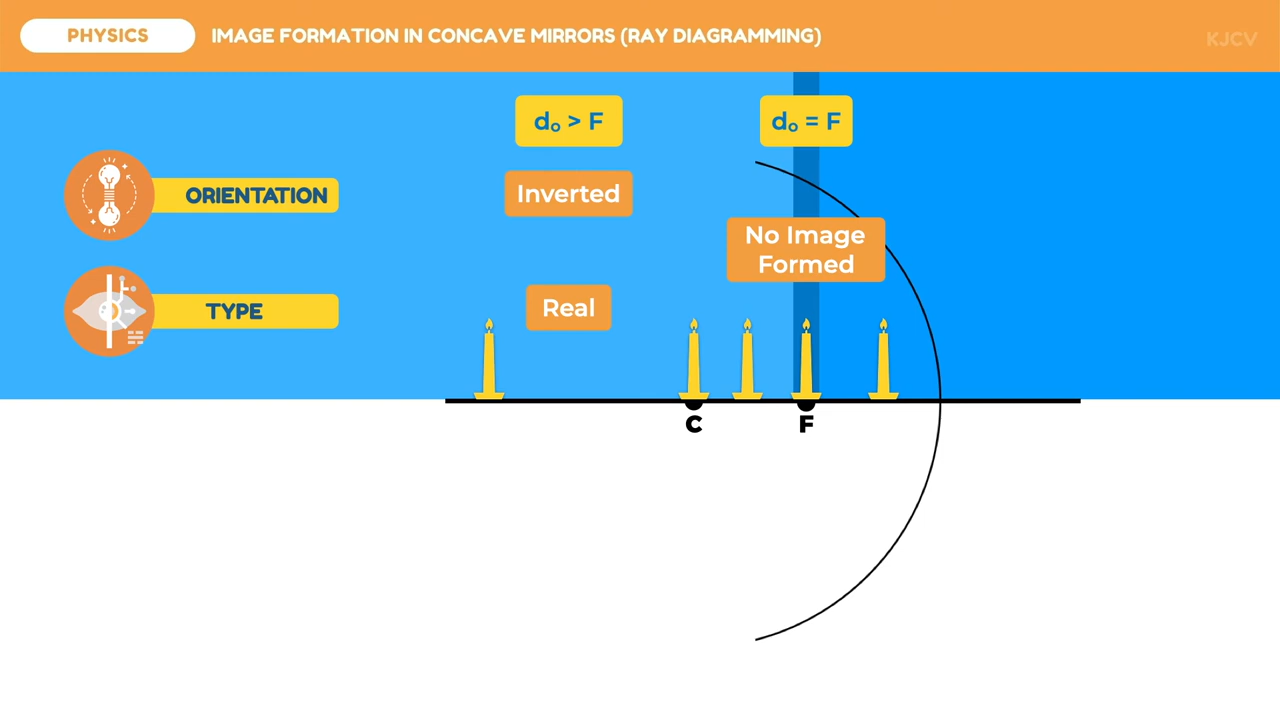 PHYSICS
IMAGE FORMATION IN CONCAVE MIRRORS (RAY DIAGRAMMING)
KJCV
dₒ > F
dₒ = F
ORIENTATION
Inverted
No Image
Formed
TYPE
Real
C
F